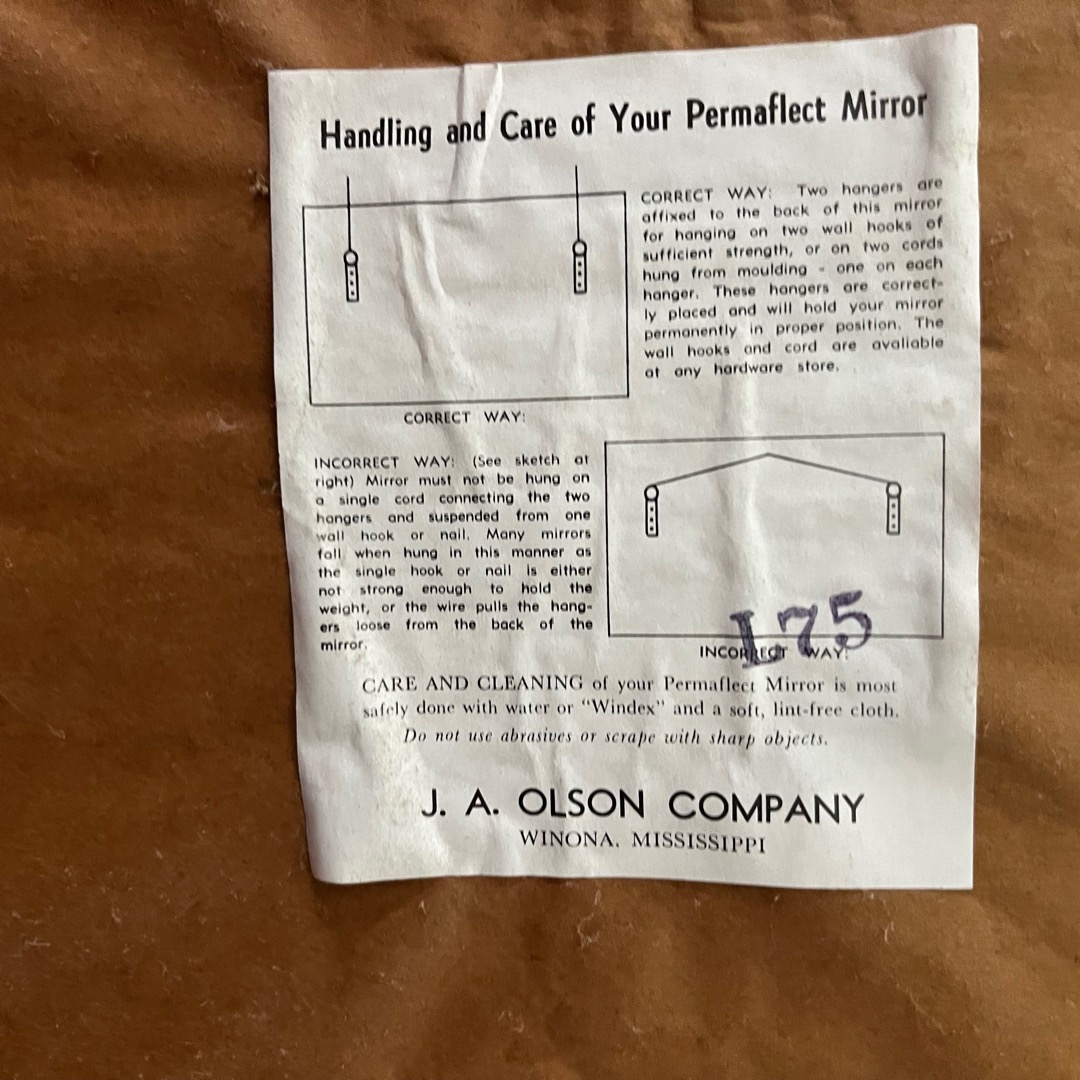 Handling and Care of Your Permaflect Mirror
CORRECT WAY: Two hangers are
affixed to the back of this mirror
for hanging on two wall hooks of
sufficient strength, or on two cords
hung from moulding - one on each
hanger. These hangers are correct-
ly placed and will hold your mirror
permanently in proper position. The
wall hooks and cord are avaliable
at any hardware store.
CORRECT WAY:
INCORRECT WAY: (See sketch at
right) Mirror must not be hung on
a single cord connecting the two
hangers and suspended from one
wall hook or nail. Many mirrors
fall when hung in this manner as
the single hook or nail is either
not strong enough to hold the
weight, or the wire pulls the hang-
ers loose from the back of the
mirror.
L75
INCORRECT WAY:
CARE AND CLEANING of your Permaflect Mirror is most
safely done with water or "Windex" and a soft, lint-free cloth.
Do not use abrasives or scrape with sharp objects.
J. A. OLSON COMPANY
WINONA, MISSISSIPPI